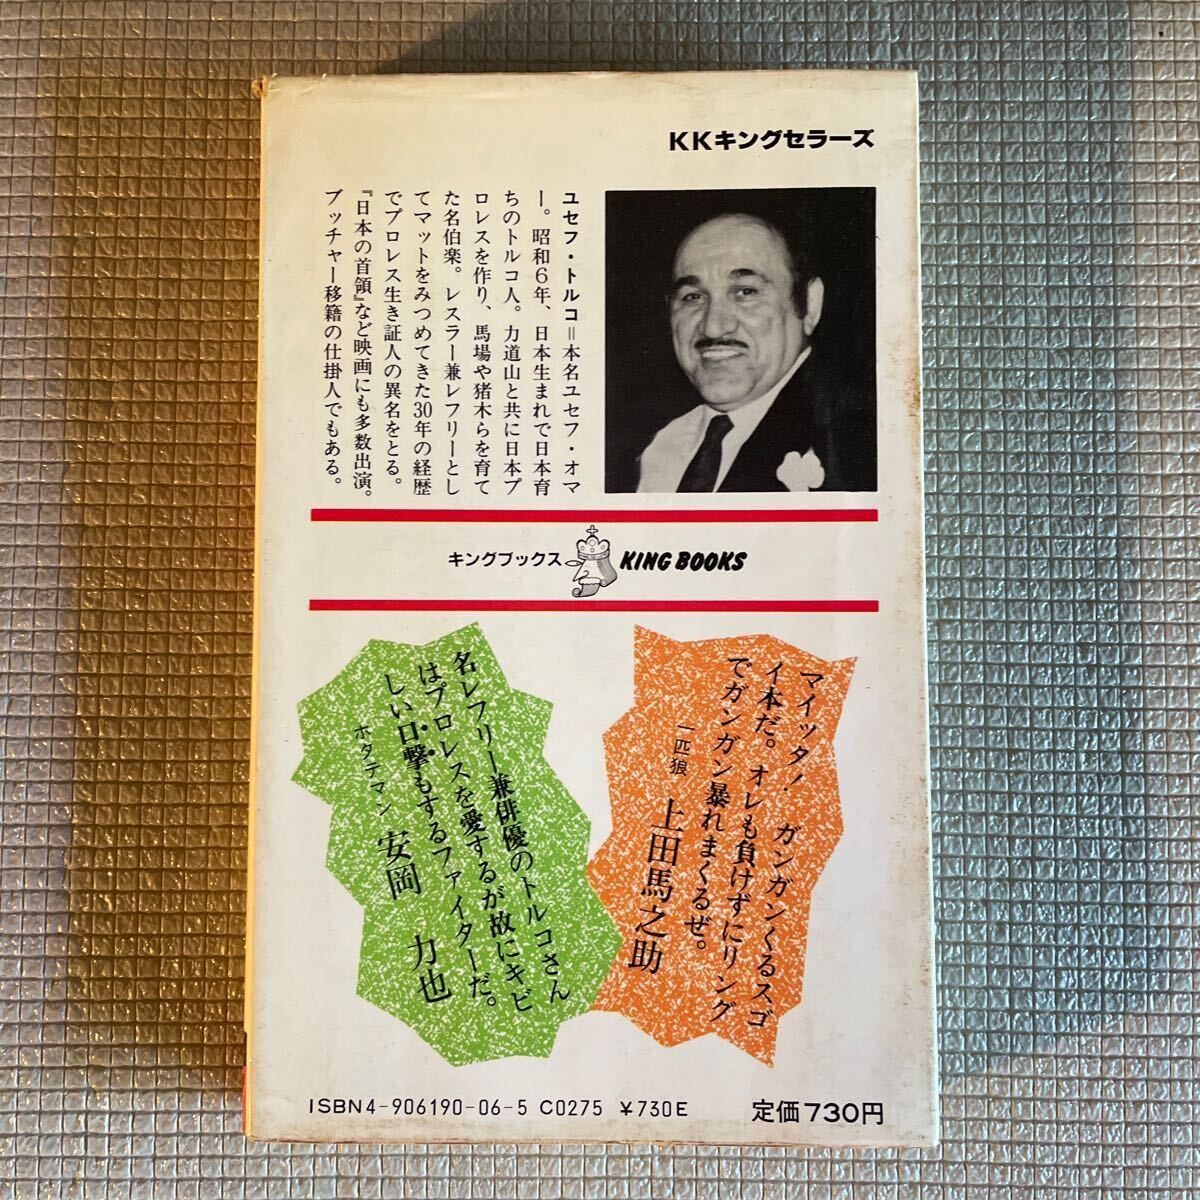 KKキングセラーズ
ユセフ・トルコ＝本名ユセフ・オマ
ー。昭和6年、日本生まれで日本育
ちのトルコ人。力道山と共に日本プ
ロレスを作り、馬場や猪木らを育て
た名伯楽。レスラー兼レフリーとし
てマットをみつめてきた30年の経歴
でプロレス生き証人の異名をとる。
『日本の首領』など映画にも多数出演。
ブッチャー移籍の仕掛人でもある。
キングブックス KING BOOKS
マイッタ！ガンガンくるスゴ
イ本だ。オレも負けずにリング
でガンガン暴れまくるぜ。
一匹狼 上田馬之助
名レフリー兼俳優のトルコさん
はプロレスを愛するが故にキビ
しい口撃もするファイターだ。
ホタテマン 安岡力也
ISBN4-906190-06-5 C0275 ¥730E 定価730円